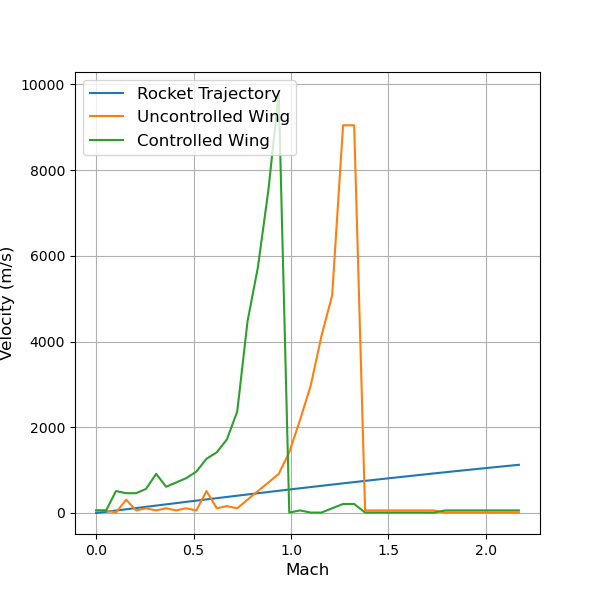 Rocket Trajectory
Uncontrolled Wing
Controlled Wing
10000
8000
6000
4000
2000
0
Velocity (m/s)
0.0 0.5 1.0 1.5 2.0
Mach